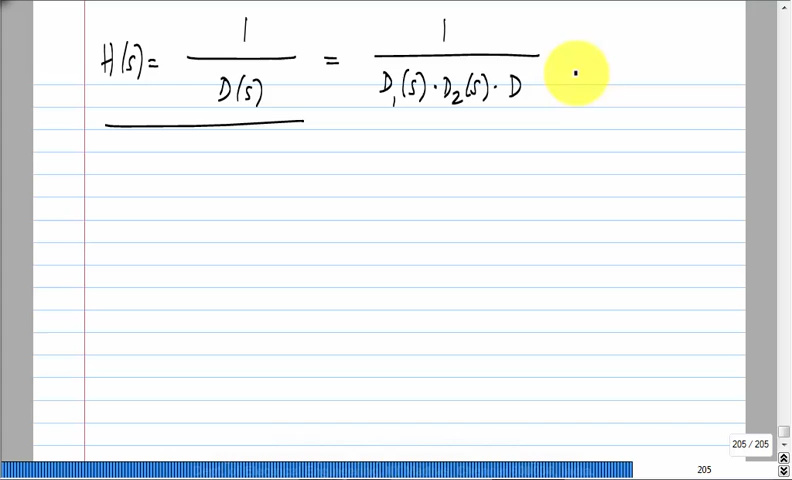 H(s) = 1 / D(s) = 1 / D₁(s) · D₂(s) · D
205 / 205
205